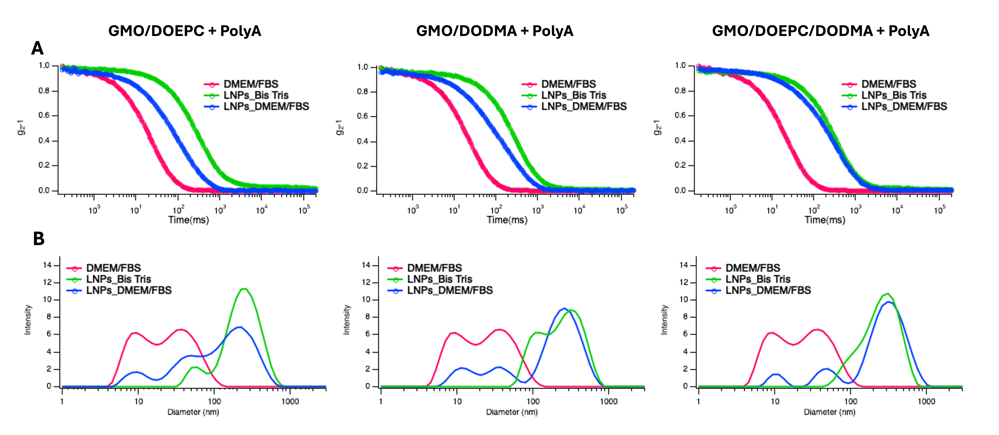 GMO/DOEPC + PolyA
GMO/DODMA + PolyA
GMO/DOEPC/DODMA + PolyA
A
1.0
0.8
0.6
0.4
0.2
0.0
g2-1
DMEM/FBS
LNPs_Bis Tris
LNPs_DMEM/FBS
10^0 10^1 10^2 10^3 10^4 10^5
Time(ms)
1.0
0.8
0.6
0.4
0.2
0.0
g2-1
DMEM/FBS
LNPs_Bis Tris
LNPs_DMEM/FBS
10^0 10^1 10^2 10^3 10^4 10^5
Time(ms)
1.0
0.8
0.6
0.4
0.2
0.0
g2-1
DMEM/FBS
LNPs_Bis Tris
LNPs_DMEM/FBS
10^0 10^1 10^2 10^3 10^4 10^5
Time(ms)
B
14
12
10
8
6
4
2
0
Intensity
DMEM/FBS
LNPs_Bis Tris
LNPs_DMEM/FBS
1 10 100 1000
Diameter (nm)
14
12
10
8
6
4
2
0
Intensity
DMEM/FBS
LNPs_Bis Tris
LNPs_DMEM/FBS
1 10 100 1000
Diameter (nm)
14
12
10
8
6
4
2
0
Intensity
DMEM/FBS
LNPs_Bis Tris
LNPs_DMEM/FBS
1 10 100 1000
Diameter (nm)